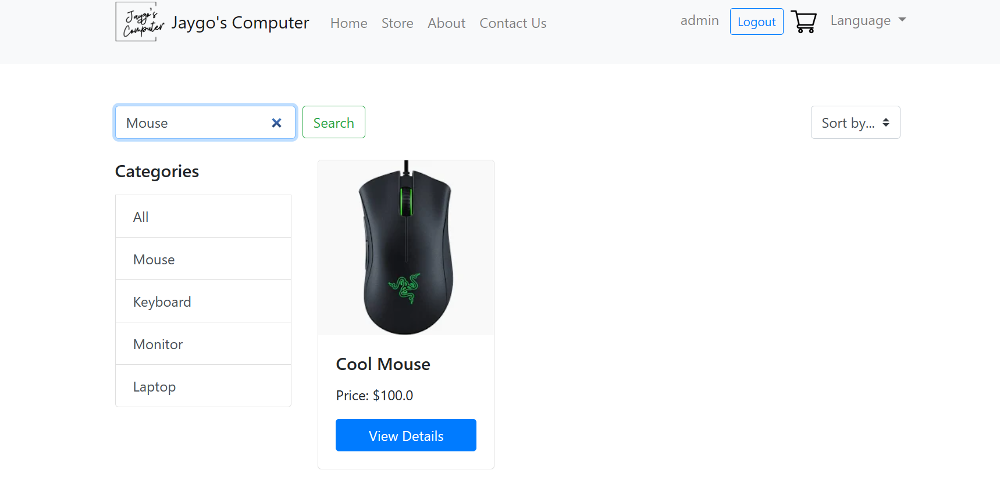 Jaygo's
Computer
Jaygo's Computer
Home
Store
About
Contact Us
admin
Logout
Language
Mouse
Search
Sort by...
Categories
All
Mouse
Keyboard
Monitor
Laptop
Cool Mouse
Price: $100.0
View Details